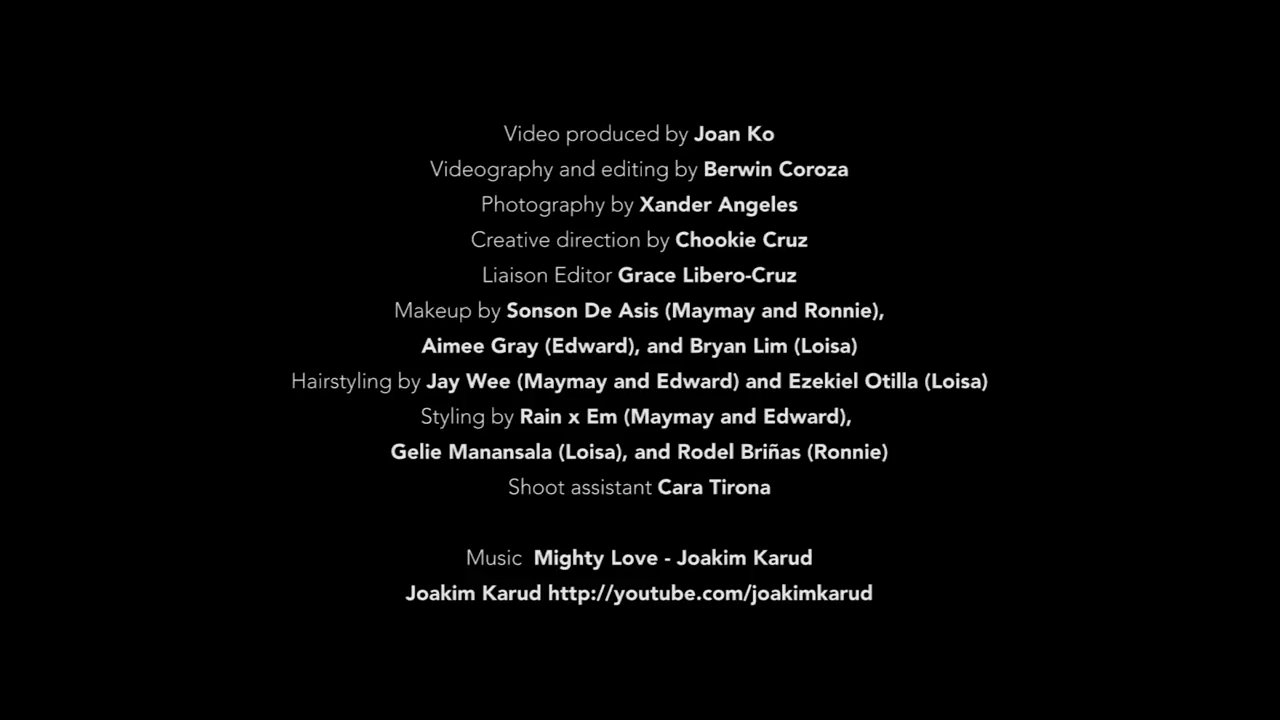 Video produced by Joan Ko
Videography and editing by Berwin Coroza
Photography by Xander Angeles
Creative direction by Chookie Cruz
Liaison Editor Grace Libero-Cruz
Makeup by Sonson De Asis (Maymay and Ronnie),
Aimee Gray (Edward), and Bryan Lim (Loisa)
Hairstyling by Jay Wee (Maymay and Edward) and Ezekiel Otilla (Loisa)
Styling by Rain x Em (Maymay and Edward),
Gelie Manansala (Loisa), and Rodel Briñas (Ronnie)
Shoot assistant Cara Tirona
Music  Mighty Love - Joakim Karud
Joakim Karud http://youtube.com/joakimkarud